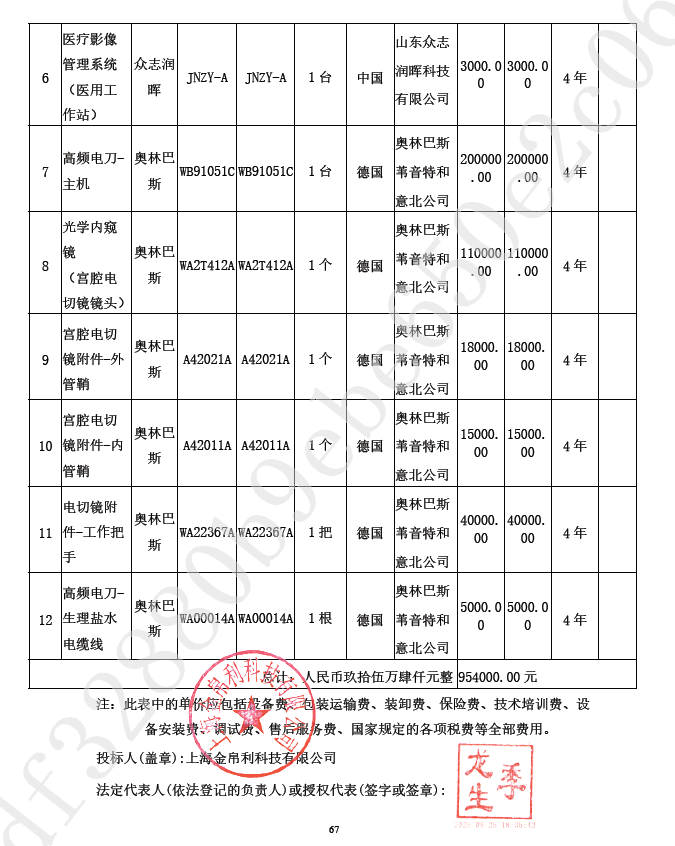 6 医疗影像管理系统（医用工作站） 众志润晖 JNZY-A JNZY-A 1台 中国 山东众志润晖科技有限公司 3000.00 3000.00 4年
7 高频电刀-主机 奥林巴斯 WB91051C WB91051C 1台 德国 奥林巴斯苇音特和意北公司 200000.00 200000.00 4年
8 光学内窥镜（宫腔电切镜镜头） 奥林巴斯 WA2T412A WA2T412A 1个 德国 奥林巴斯苇音特和意北公司 110000.00 110000.00 4年
9 宫腔电切镜附件-外管鞘 奥林巴斯 A42021A A42021A 1个 德国 奥林巴斯苇音特和意北公司 18000.00 18000.00 4年
10 宫腔电切镜附件-内管鞘 奥林巴斯 A42011A A42011A 1个 德国 奥林巴斯苇音特和意北公司 15000.00 15000.00 4年
11 电切镜附件-工作把手 奥林巴斯 WA22367A WA22367A 1把 德国 奥林巴斯苇音特和意北公司 40000.00 40000.00 4年
12 高频电刀-生理盐水电缆线 奥林巴斯 WA00014A WA00014A 1根 德国 奥林巴斯苇音特和意北公司 5000.00 5000.00 4年
总计：人民币玖拾伍万肆仟元整 954000.00 元
注：此表中的单价应包括设备费、包装运输费、装卸费、保险费、技术培训费、设
备安装费、调试费、售后服务费、国家规定的各项税费等全部费用。
投标人(盖章):上海金帛利科技有限公司
法定代表人(依法登记的负责人)或授权代表(签字或签章):
上海金帛利科技有限公司
季龙生
67